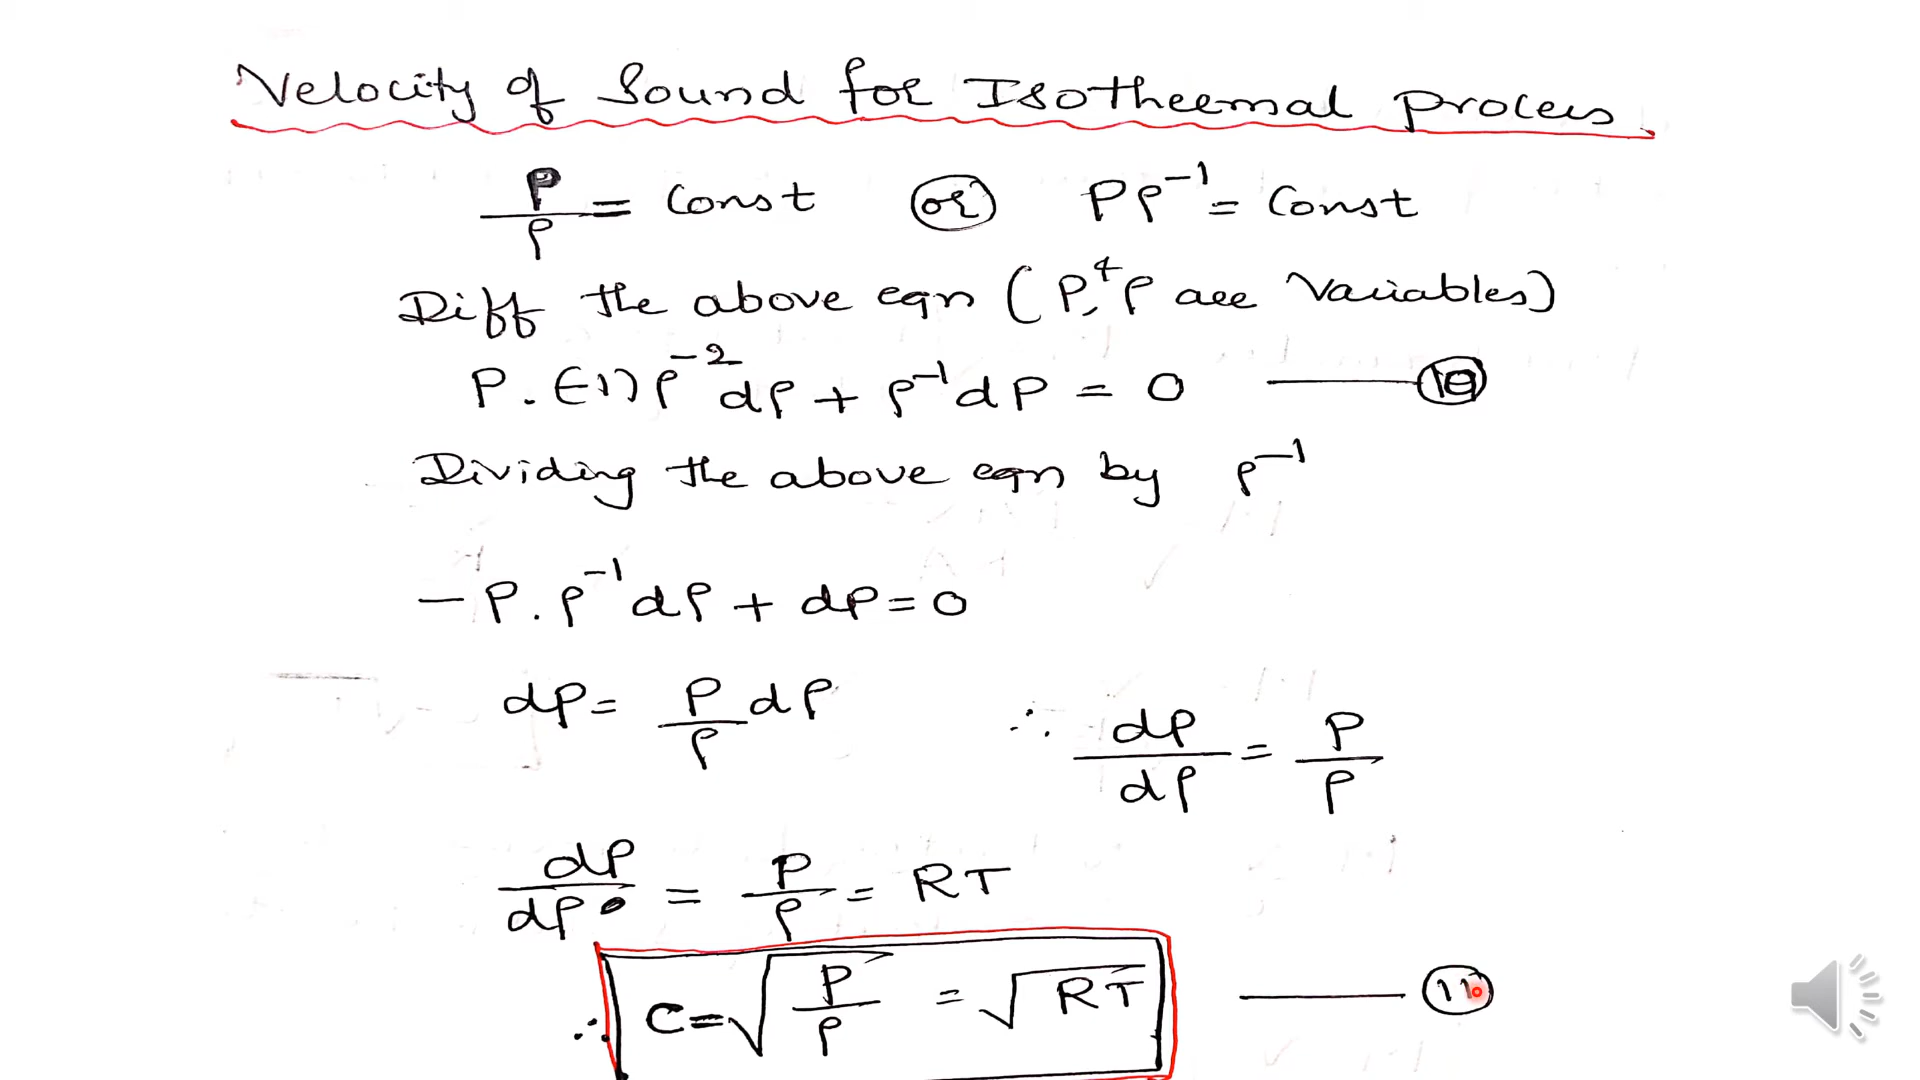 Velocity of Sound for Isothermal Process
P/ρ = Const or Pρ⁻¹ = Const
Diff the above eqn (P, & ρ are Variables)
P.(-1)ρ⁻² dρ + ρ⁻¹ dP = 0 —— 10
Dividing the above eqn by ρ⁻¹
- P.ρ⁻¹ dρ + dP = 0
dP = P/ρ dρ ∴ dP/dρ = P/ρ
dP/dρ = P/ρ = RT
∴ C = √(P/ρ) = √RT —— 11